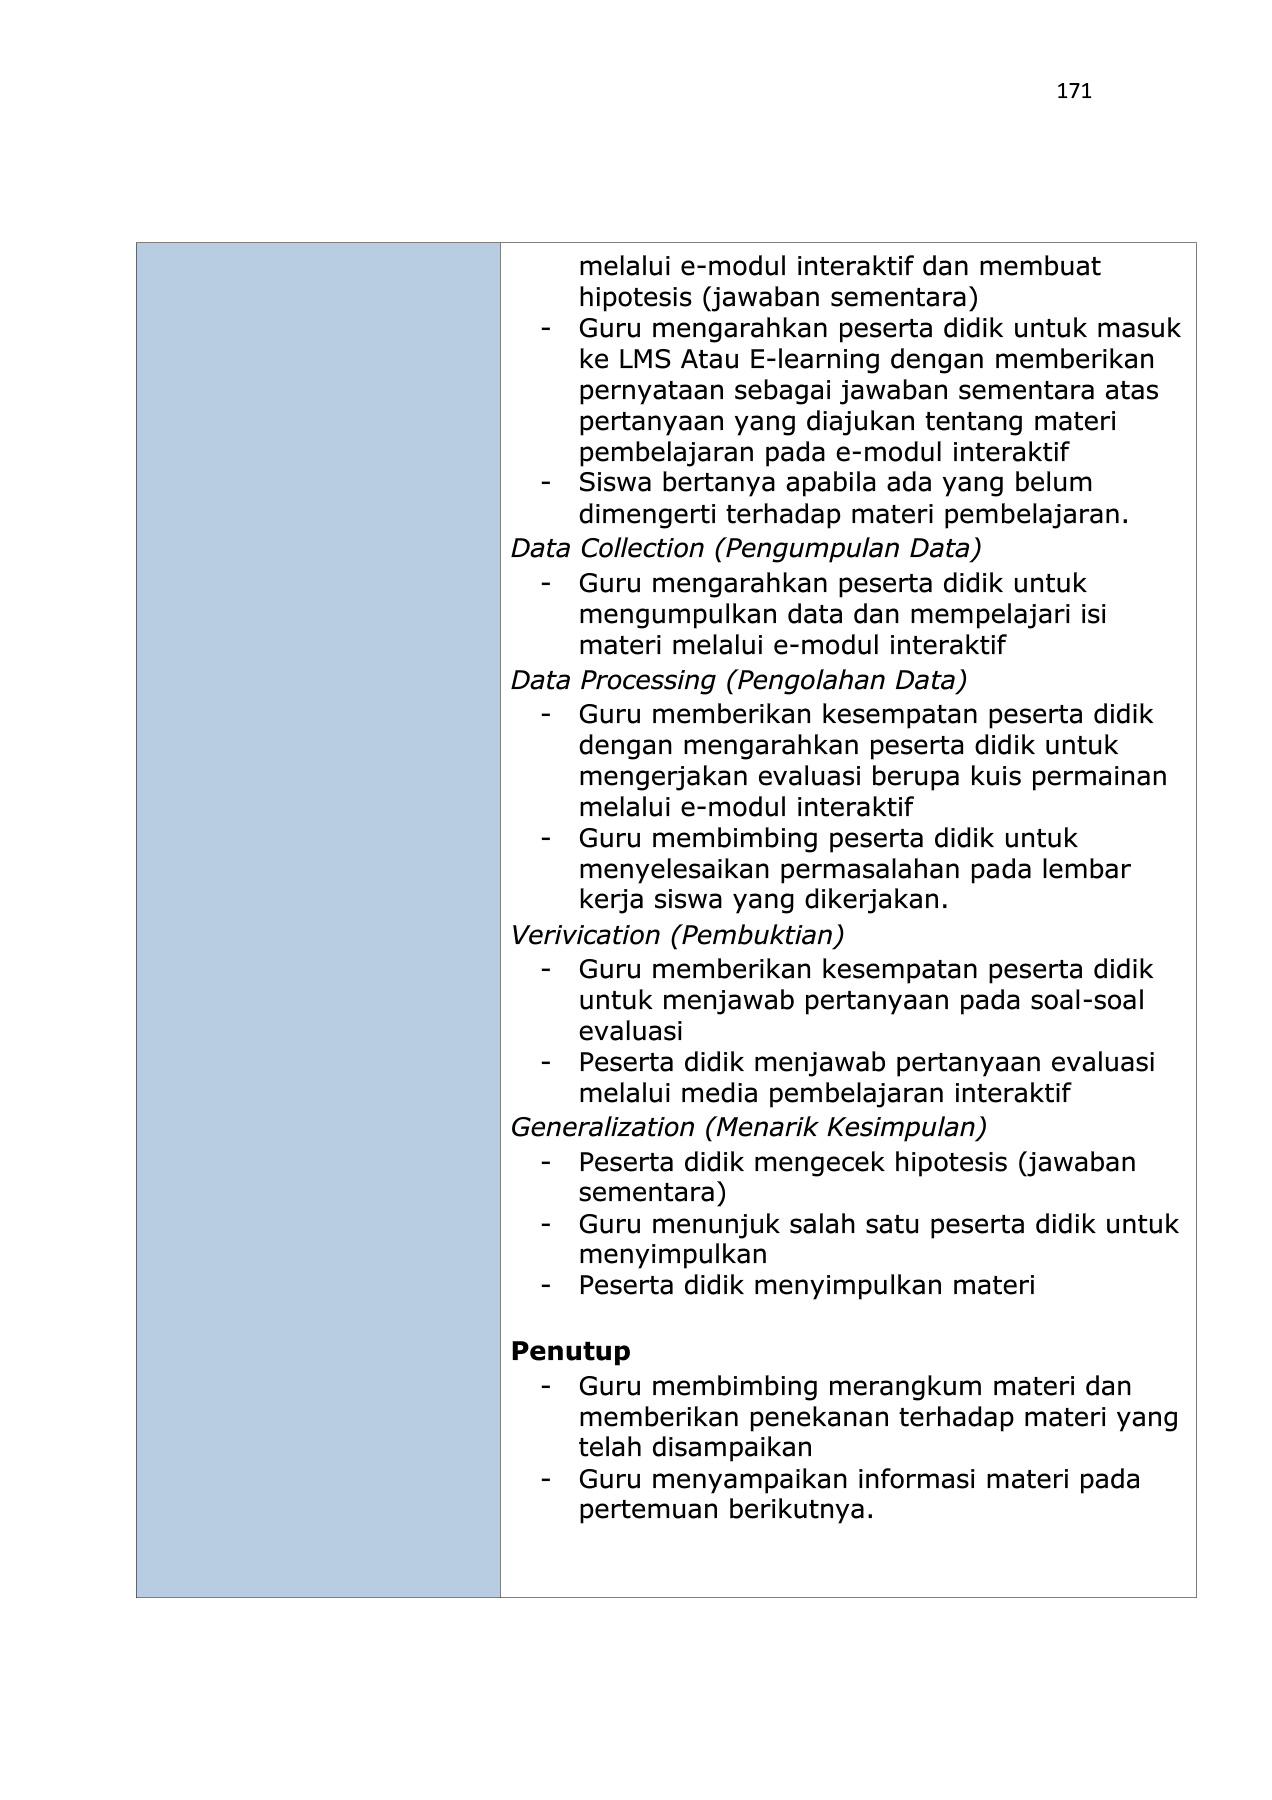 171
melalui e-modul interaktif dan membuat
hipotesis (jawaban sementara)
- Guru mengarahkan peserta didik untuk masuk
ke LMS Atau E-learning dengan memberikan
pernyataan sebagai jawaban sementara atas
pertanyaan yang diajukan tentang materi
pembelajaran pada e-modul interaktif
- Siswa bertanya apabila ada yang belum
dimengerti terhadap materi pembelajaran.
Data Collection (Pengumpulan Data)
- Guru mengarahkan peserta didik untuk
mengumpulkan data dan mempelajari isi
materi melalui e-modul interaktif
Data Processing (Pengolahan Data)
- Guru memberikan kesempatan peserta didik
dengan mengarahkan peserta didik untuk
mengerjakan evaluasi berupa kuis permainan
melalui e-modul interaktif
- Guru membimbing peserta didik untuk
menyelesaikan permasalahan pada lembar
kerja siswa yang dikerjakan.
Verivication (Pembuktian)
- Guru memberikan kesempatan peserta didik
untuk menjawab pertanyaan pada soal-soal
evaluasi
- Peserta didik menjawab pertanyaan evaluasi
melalui media pembelajaran interaktif
Generalization (Menarik Kesimpulan)
- Peserta didik mengecek hipotesis (jawaban
sementara)
- Guru menunjuk salah satu peserta didik untuk
menyimpulkan
- Peserta didik menyimpulkan materi
Penutup
- Guru membimbing merangkum materi dan
memberikan penekanan terhadap materi yang
telah disampaikan
- Guru menyampaikan informasi materi pada
pertemuan berikutnya.